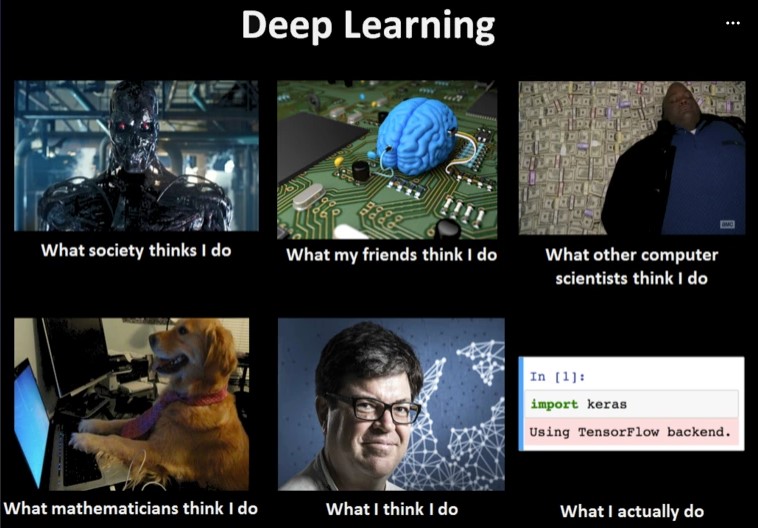 Deep Learning
...
What society thinks I do
What my friends think I do
aMC
What other computer
scientists think I do
What mathematicians think I do
What I think I do
In [1]:
import keras
Using TensorFlow backend.
What I actually do